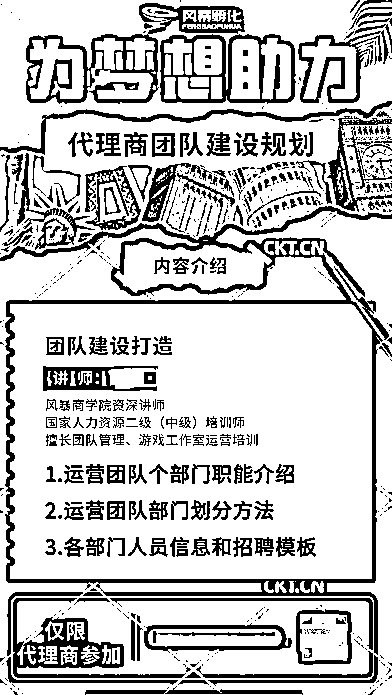 风暴孵化
为梦想助力
代理商团队建设规划
CKT.CN
内容介绍
团队建设打造
讲师:
风暴商学院资深讲师
国家人力资源二级（中级）培训师
擅长团队管理、游戏工作室运营培训
1.运营团队个部门职能介绍
2.运营团队部门划分方法
3.各部门人员信息和招聘模板
CKT.CN
仅限
代理商参加